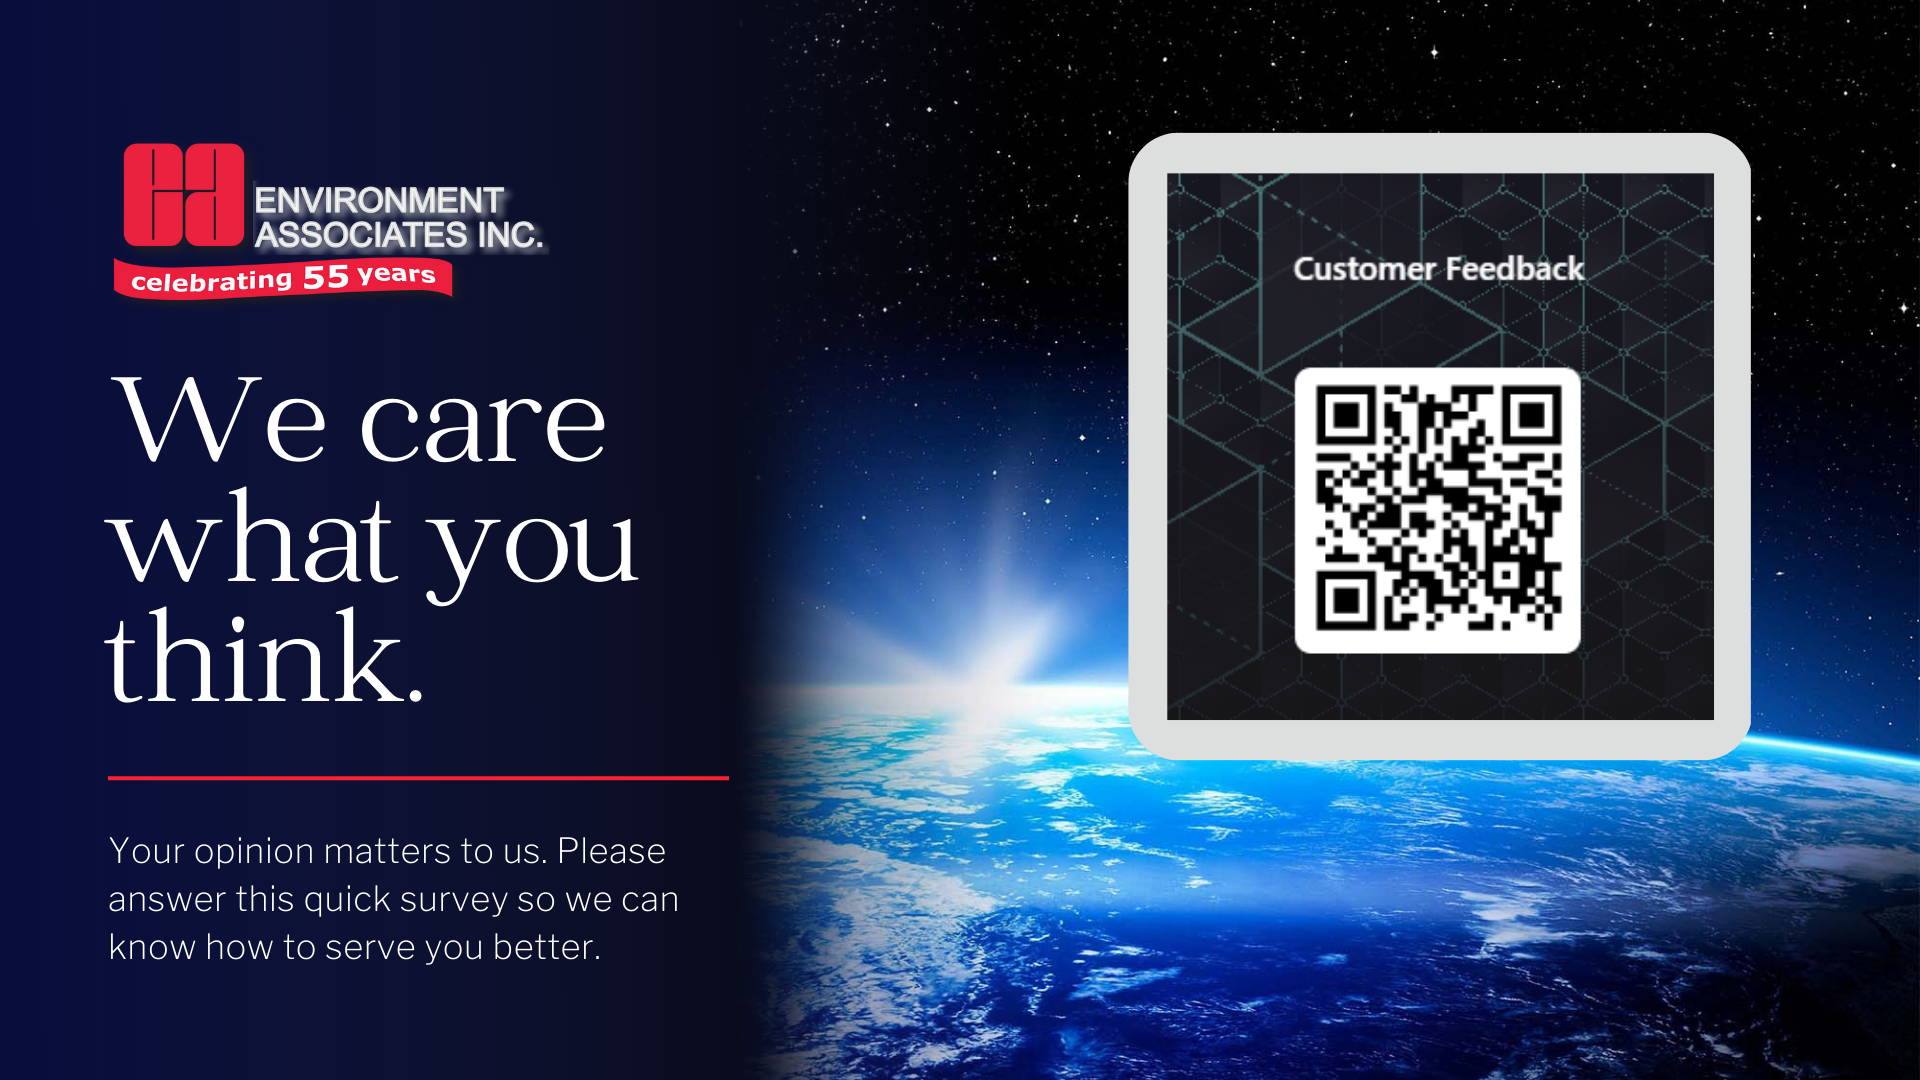 ENVIRONMENT
ASSOCIATES INC.
celebrating 55 years
We care
what you
think.
Your opinion matters to us. Please
answer this quick survey so we can
know how to serve you better.
Customer Feedback